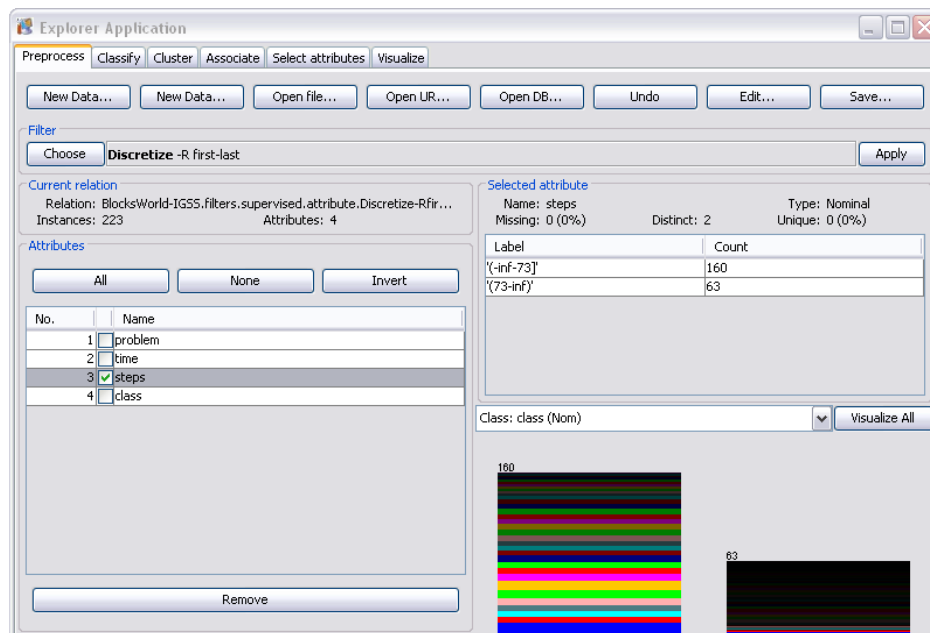 Explorer Application
Preprocess Classify Cluster Associate Select attributes Visualize
New Data... New Data... Open file... Open UR... Open DB... Undo Edit... Save...
Filter
Choose Discretize -R first-last Apply
Current relation
Relation: BlocksWorld-IGSS.filters.supervised.attribute.Discretize-Rfir...
Instances: 223 Attributes: 4
Attributes
All None Invert
No. Name
1 problem
2 time
3 steps
4 class
Remove
Selected attribute
Name: steps Type: Nominal
Missing: 0 (0%) Distinct: 2 Unique: 0 (0%)
Label Count
'(-inf-73]' 160
'(73-inf)' 63
Class: class (Nom) Visualize All
160
63